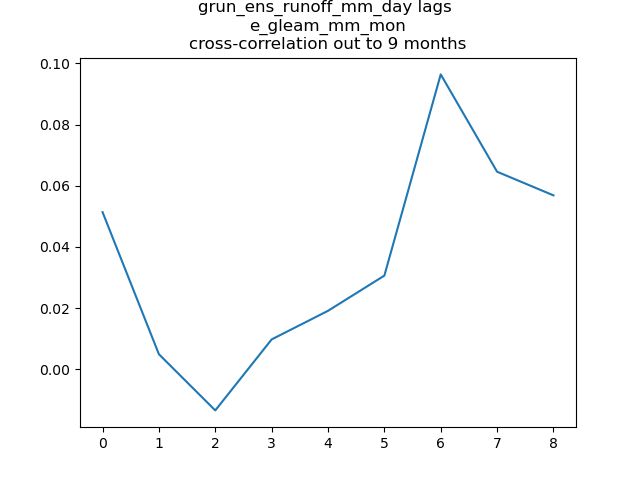 grun_ens_runoff_mm_day lags
e_gleam_mm_mon
cross-correlation out to 9 months
0.10
0.08
0.06
0.04
0.02
0.00
0 1 2 3 4 5 6 7 8